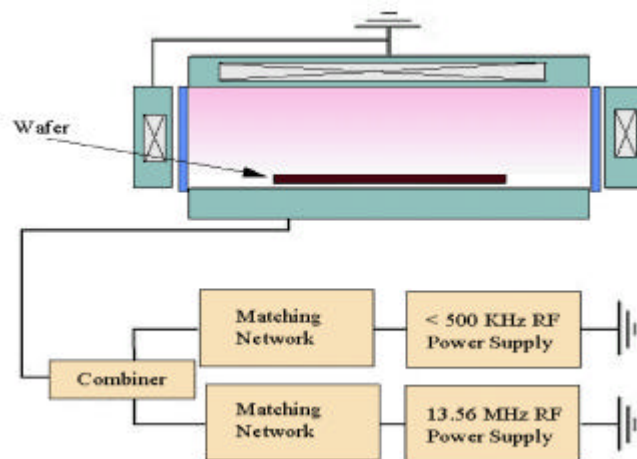 Wafer
Matching
Network
< 500 KHz RF
Power Supply
Combiner
Matching
Network
13.56 MHz RF
Power Supply